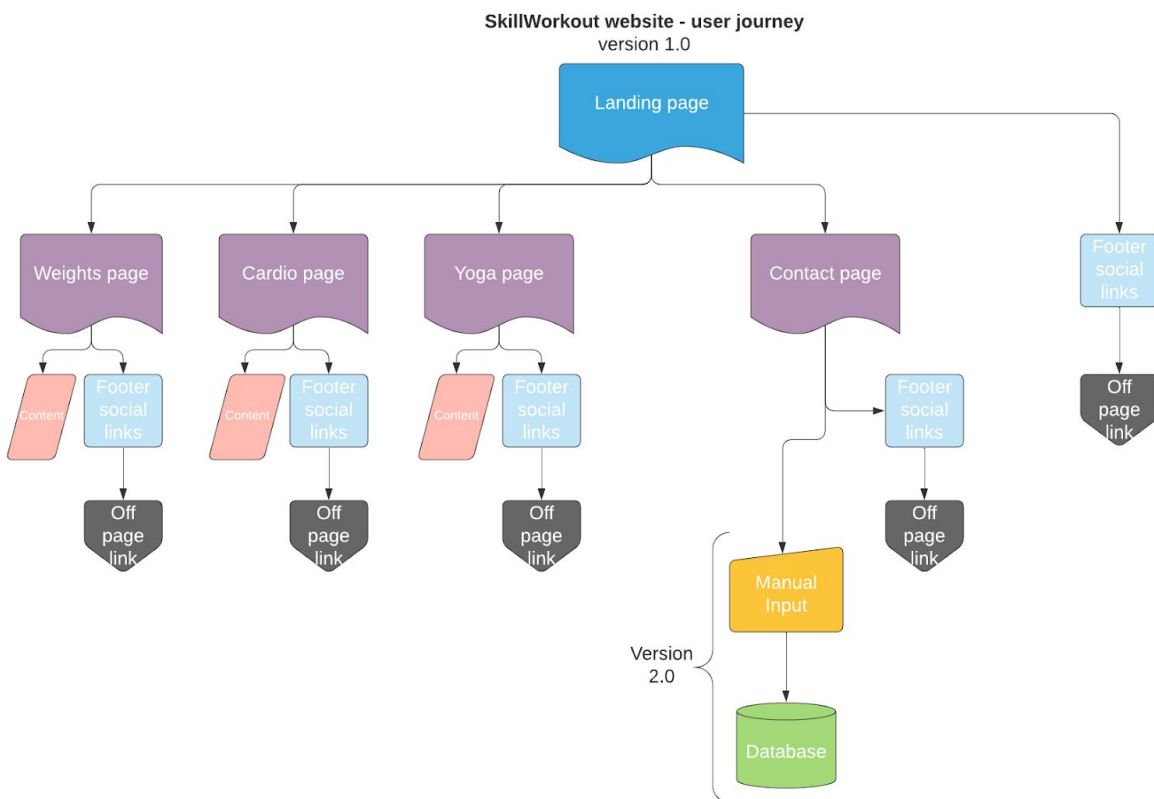 SkillWorkout website - user journey
version 1.0
Landing page
Weights page
Cardio page
Yoga page
Contact page
Footer
social
links
Content
Footer
social
links
Content
Footer
social
links
Content
Footer
social
links
Footer
social
links
Off
page
link
Off
page
link
Off
page
link
Off
page
link
Off
page
link
Manual
Input
Version
2.0
Database